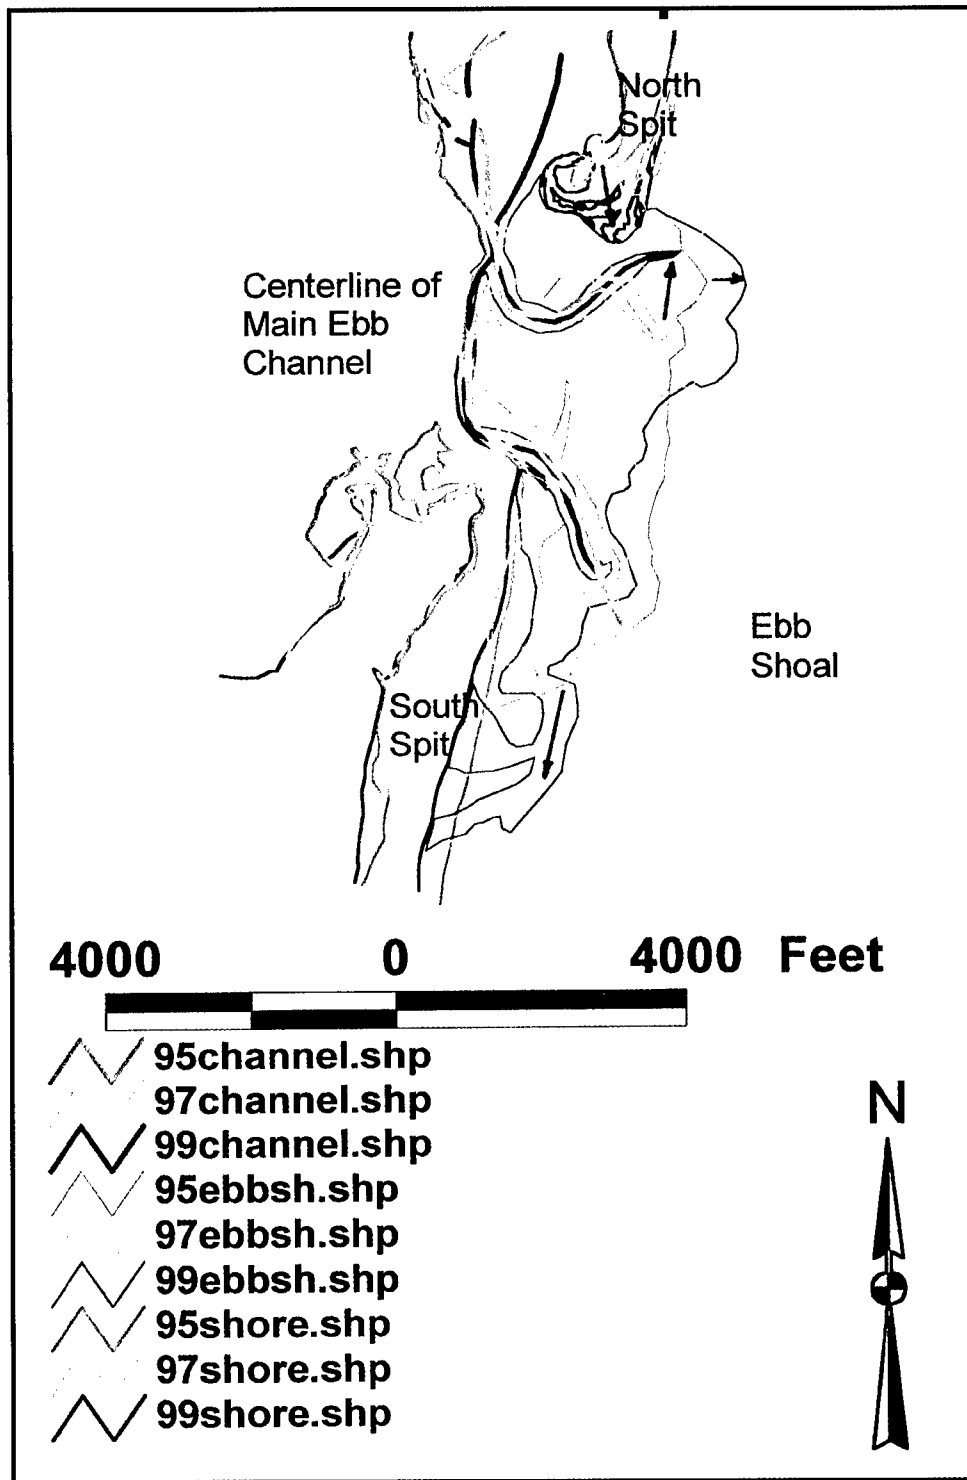 North
Spit
Centerline of
Main Ebb
Channel
Ebb
Shoal
South
Spit
4000 0 4000 Feet
95channel.shp
97channel.shp
99channel.shp
95ebbsh.shp
97ebbsh.shp
99ebbsh.shp
95shore.shp
97shore.shp
99shore.shp
N